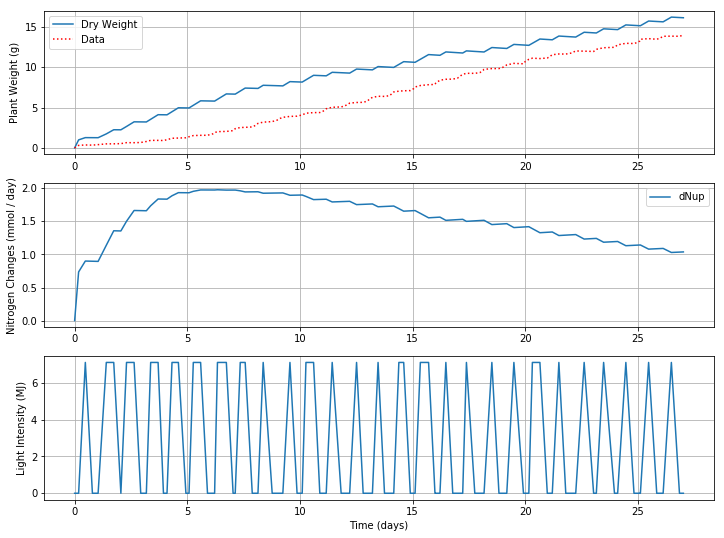 Plant Weight (g)
15
10
5
0
Dry Weight
Data
0 5 10 15 20 25
Nitrogen Changes (mmol / day)
2.0
1.5
1.0
0.5
0.0
dNup
0 5 10 15 20 25
Light Intensity (MJ)
6
4
2
0
0 5 10 15 20 25
Time (days)